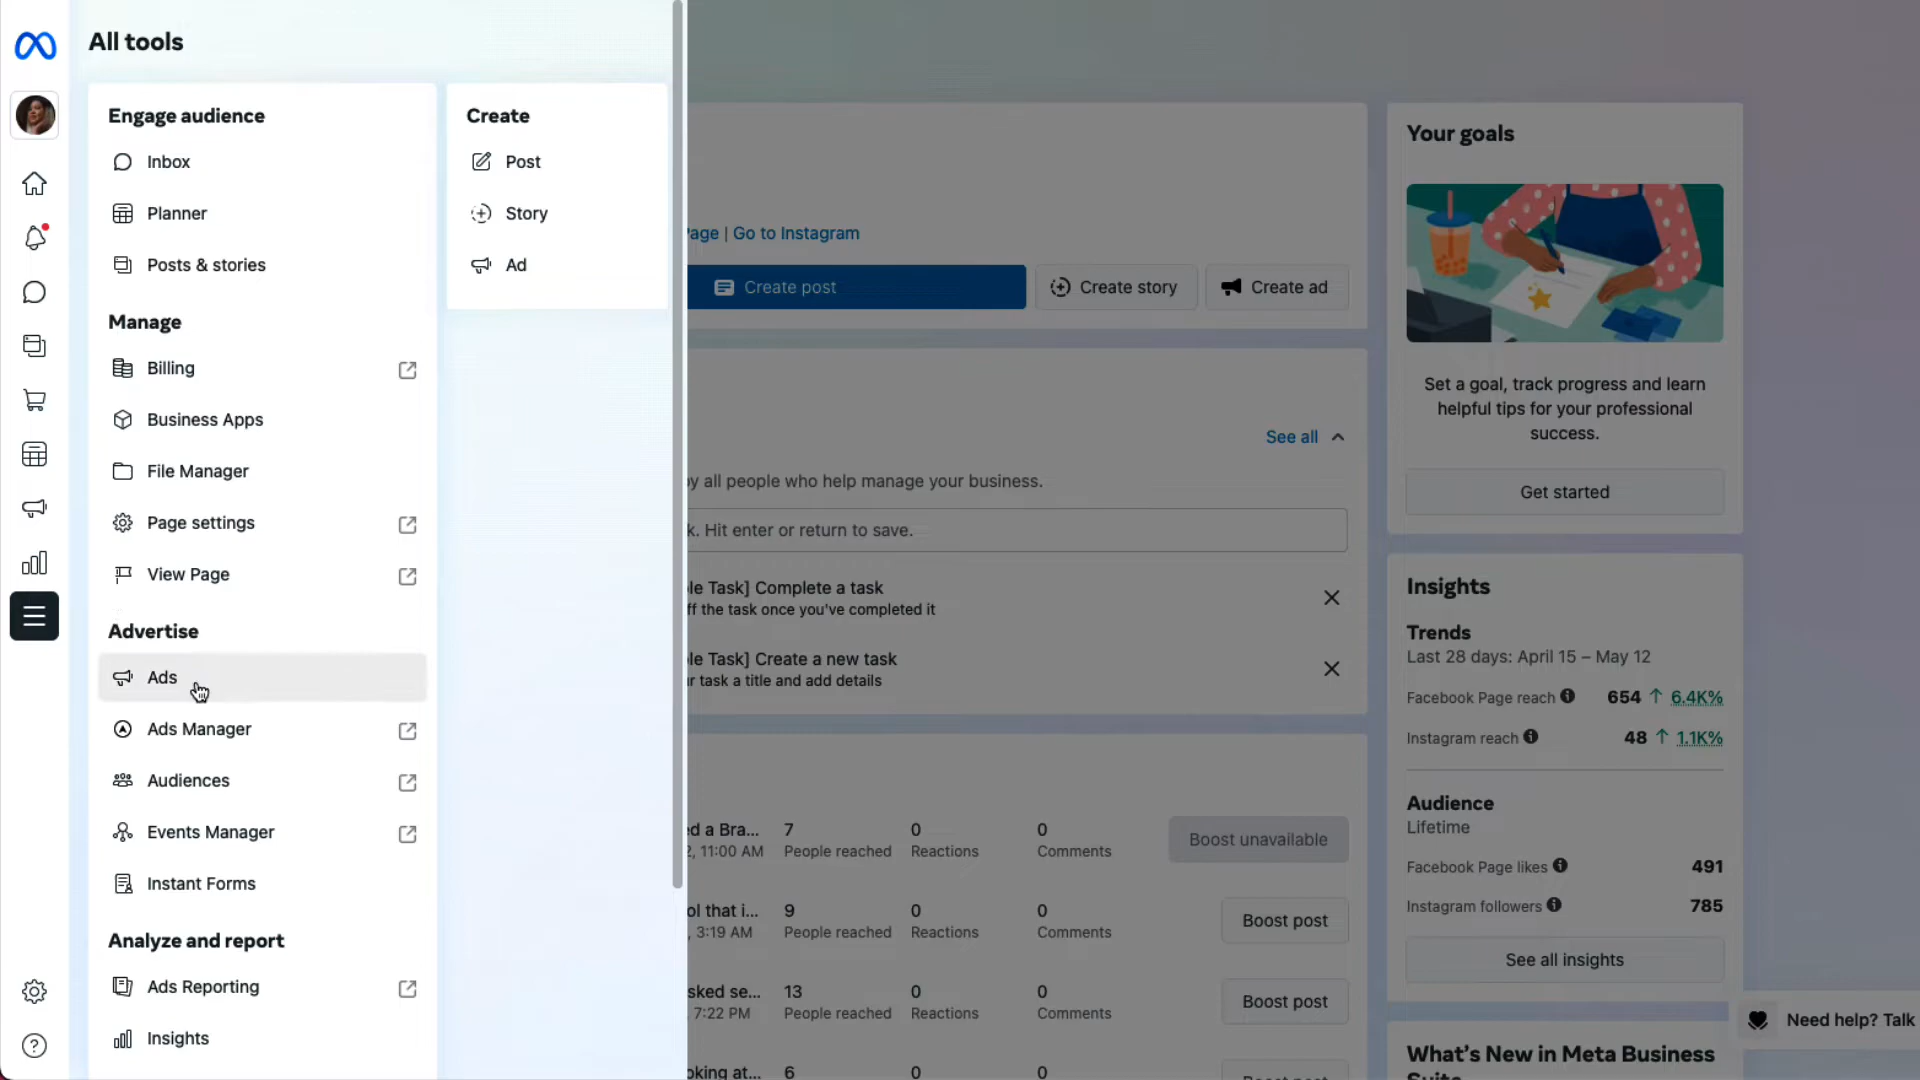 All tools
Engage audience
Inbox
Planner
Posts & stories
Manage
Billing
Business Apps
File Manager
Page settings
View Page
Advertise
Ads
Ads Manager
Audiences
Events Manager
Instant Forms
Analyze and report
Ads Reporting
Insights
Create
Post
Story
Ad
age | Go to Instagram
Create post
Create story
Create ad
See all
by all people who help manage your business.
k. Hit enter or return to save.
le Task] Complete a task
ff the task once you've completed it
le Task] Create a new task
r task a title and add details
ed a Bra... 7 0 0
2, 11:00 AM People reached Reactions Comments
Boost unavailable
ol that i... 9 0 0
, 3:19 AM People reached Reactions Comments
Boost post
sked se... 13 0 0
, 7:22 PM People reached Reactions Comments
Boost post
oking at... 6 0 0
Boost post
Your goals
Set a goal, track progress and learn
helpful tips for your professional
success.
Get started
Insights
Trends
Last 28 days: April 15 – May 12
Facebook Page reach 654 ↑ 6.4K%
Instagram reach 48 ↑ 1.1K%
Audience
Lifetime
Facebook Page likes 491
Instagram followers 785
See all insights
Need help? Talk
What's New in Meta Business
Suite